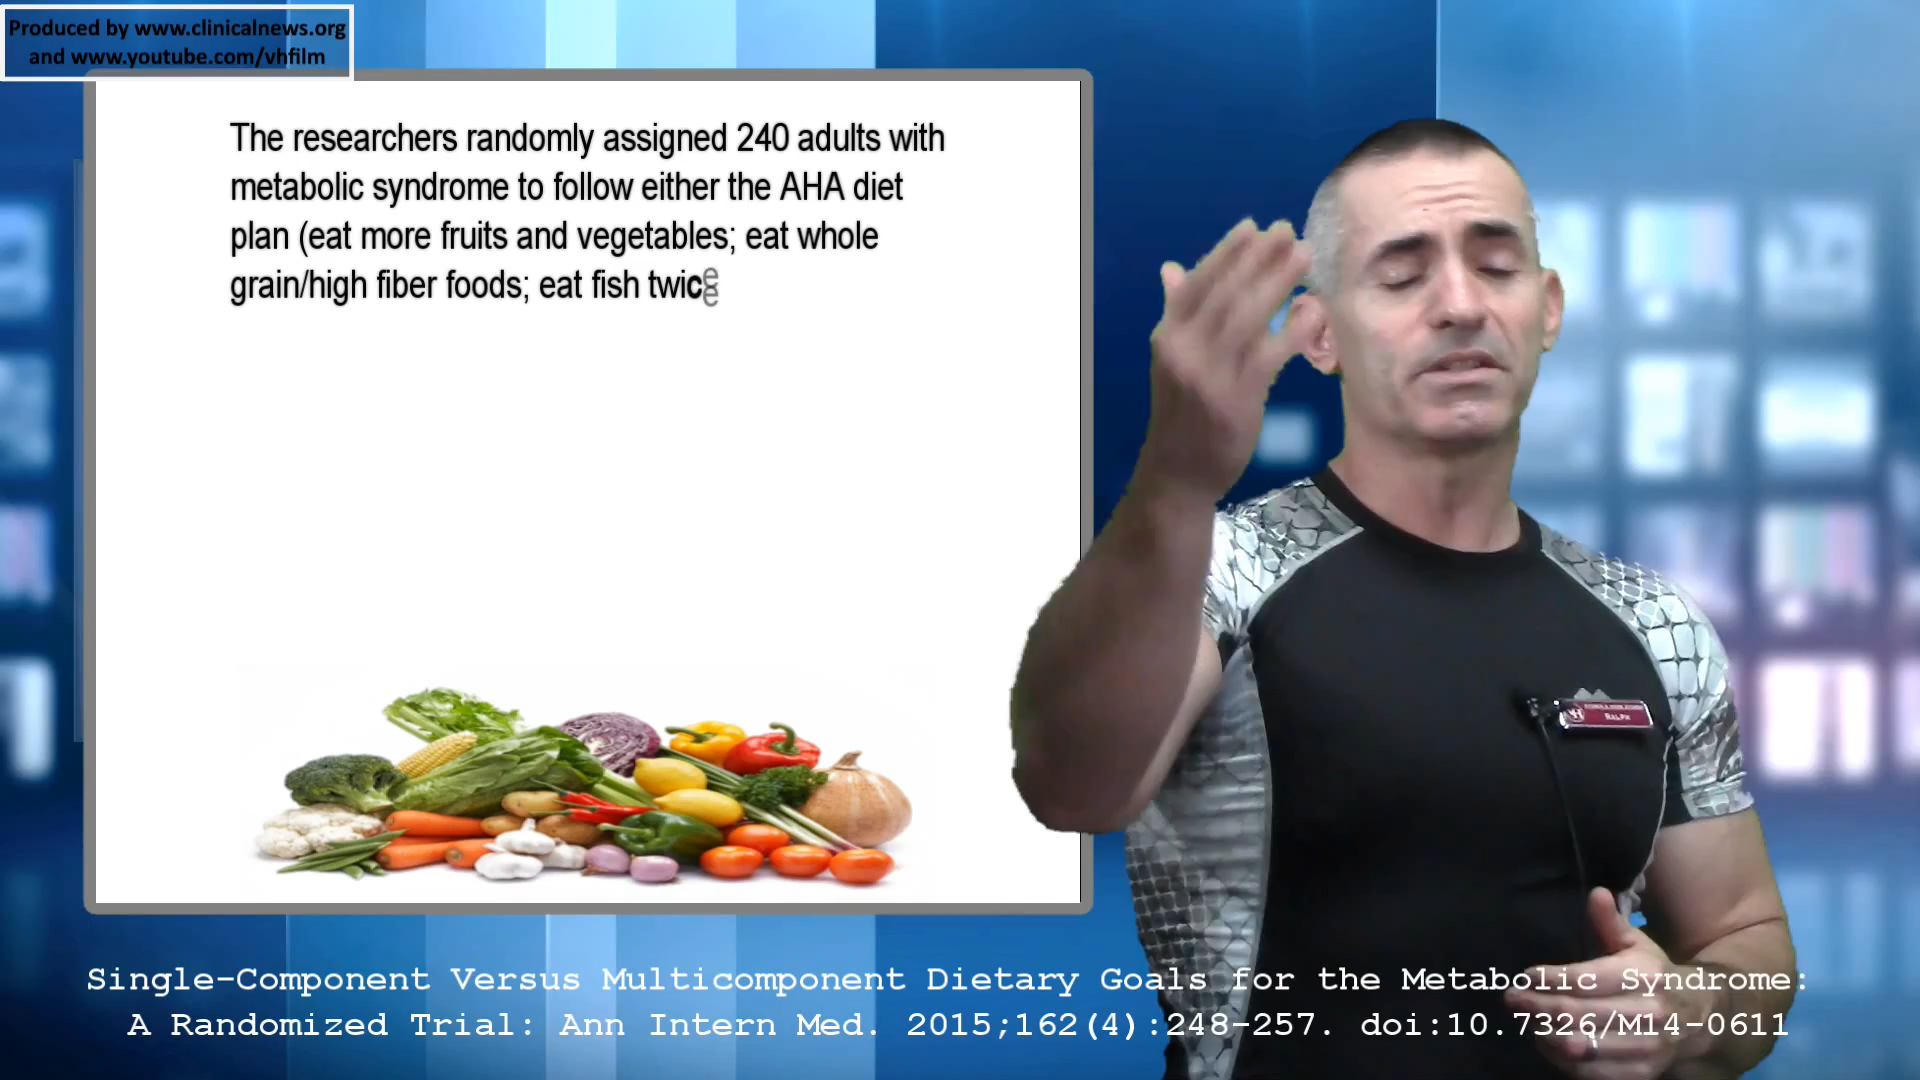 Produced by www.clinicalnews.org
and www.youtube.com/vhfilm
The researchers randomly assigned 240 adults with
metabolic syndrome to follow either the AHA diet
plan (eat more fruits and vegetables; eat whole
grain/high fiber foods; eat fish twice
RALPH
Single-Component Versus Multicomponent Dietary Goals for the Metabolic Syndrome:
A Randomized Trial: Ann Intern Med. 2015;162(4):248-257. doi:10.7326/M14-0611